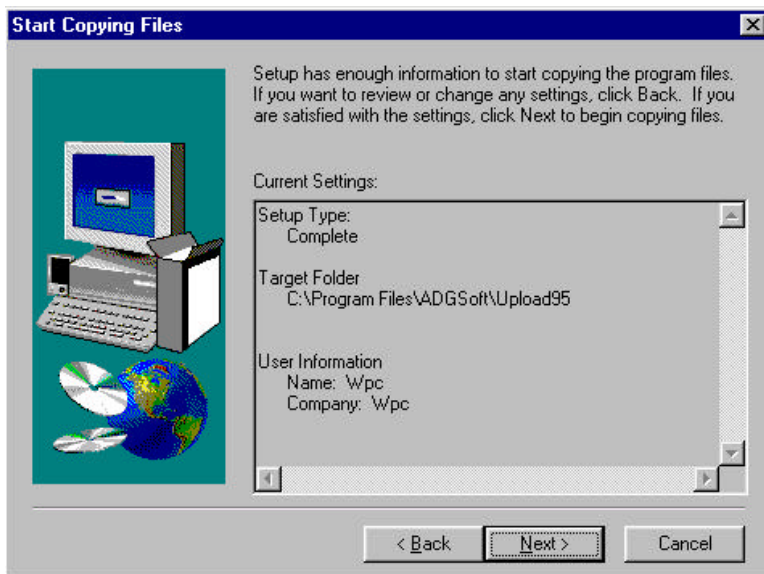 Start Copying Files
Setup has enough information to start copying the program files.
If you want to review or change any settings, click Back. If you
are satisfied with the settings, click Next to begin copying files.
Current Settings:
Setup Type:
Complete
Target Folder
C:\Program Files\ADGSoft\Upload95
User Information
Name: Wpc
Company: Wpc
< Back
Next >
Cancel